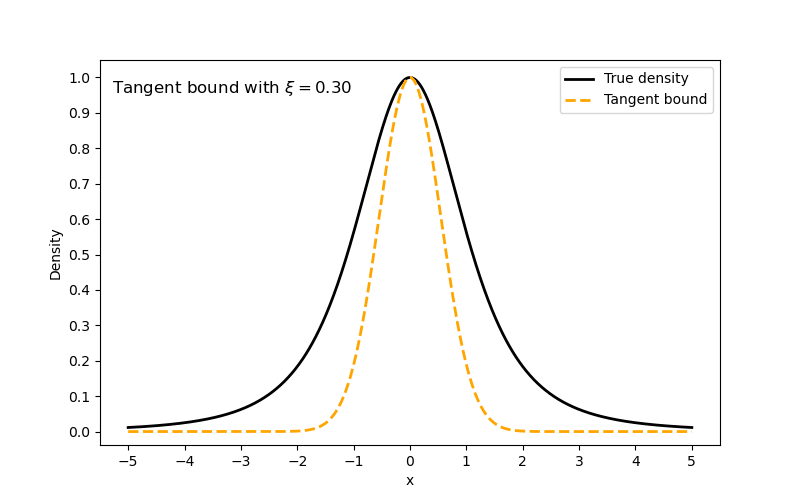 Tangent bound with ξ = 0.30
True density
Tangent bound
Density
1.0
0.9
0.8
0.7
0.6
0.5
0.4
0.3
0.2
0.1
0.0
−5 −4 −3 −2 −1 0 1 2 3 4 5
x